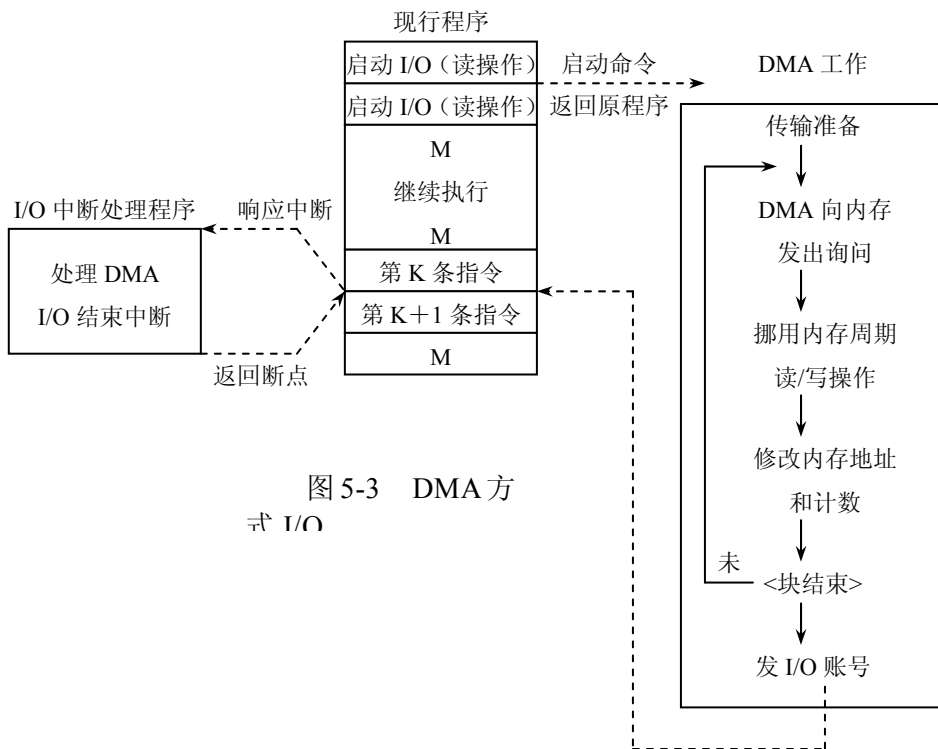 现行程序
启动 I/O（读操作）
启动 I/O（读操作）
M
继续执行
M
第 K 条指令
第 K＋1 条指令
M
启动命令
返回原程序
DMA 工作
传输准备
DMA 向内存
发出询问
挪用内存周期
读/写操作
修改内存地址
和计数
未
<块结束>
发 I/O 账号
I/O 中断处理程序
响应中断
处理 DMA
I/O 结束中断
返回断点
图 5-3 DMA 方
式 I/O